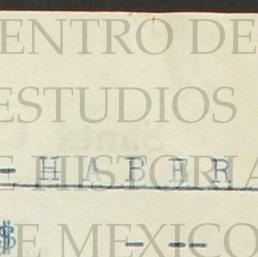 ENTRO DE
ESTUDIOS
- H A B E R
E HISTORIA
$ - --
E MEXICO